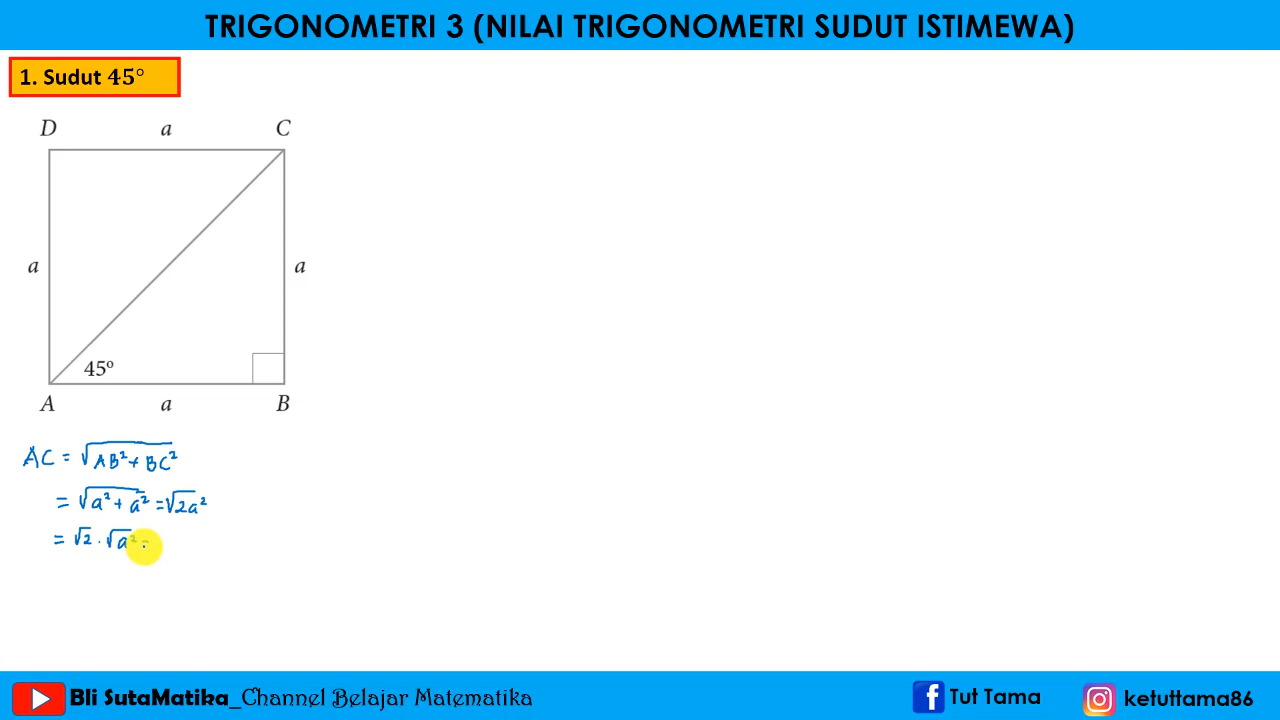 TRIGONOMETRI 3 (NILAI TRIGONOMETRI SUDUT ISTIMEWA)
1. Sudut 45°
D a C
a a
45º
A a B
AC = √AB² + BC²
= √a² + a² = √2a²
= √2 . √a² =
Bli SutaMatika_Channel Belajar Matematika
Tut Tama
ketuttama86